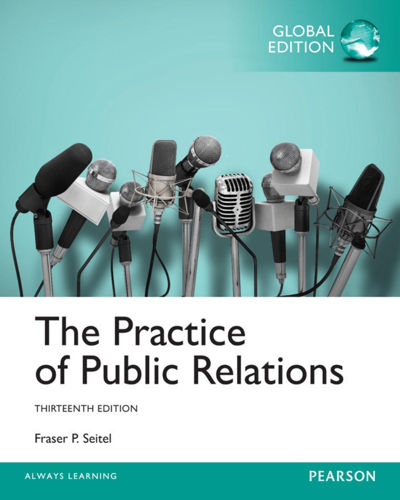 GLOBAL
EDITION
The Practice
of Public Relations
THIRTEENTH EDITION
Fraser P. Seitel
ALWAYS LEARNING
PEARSON